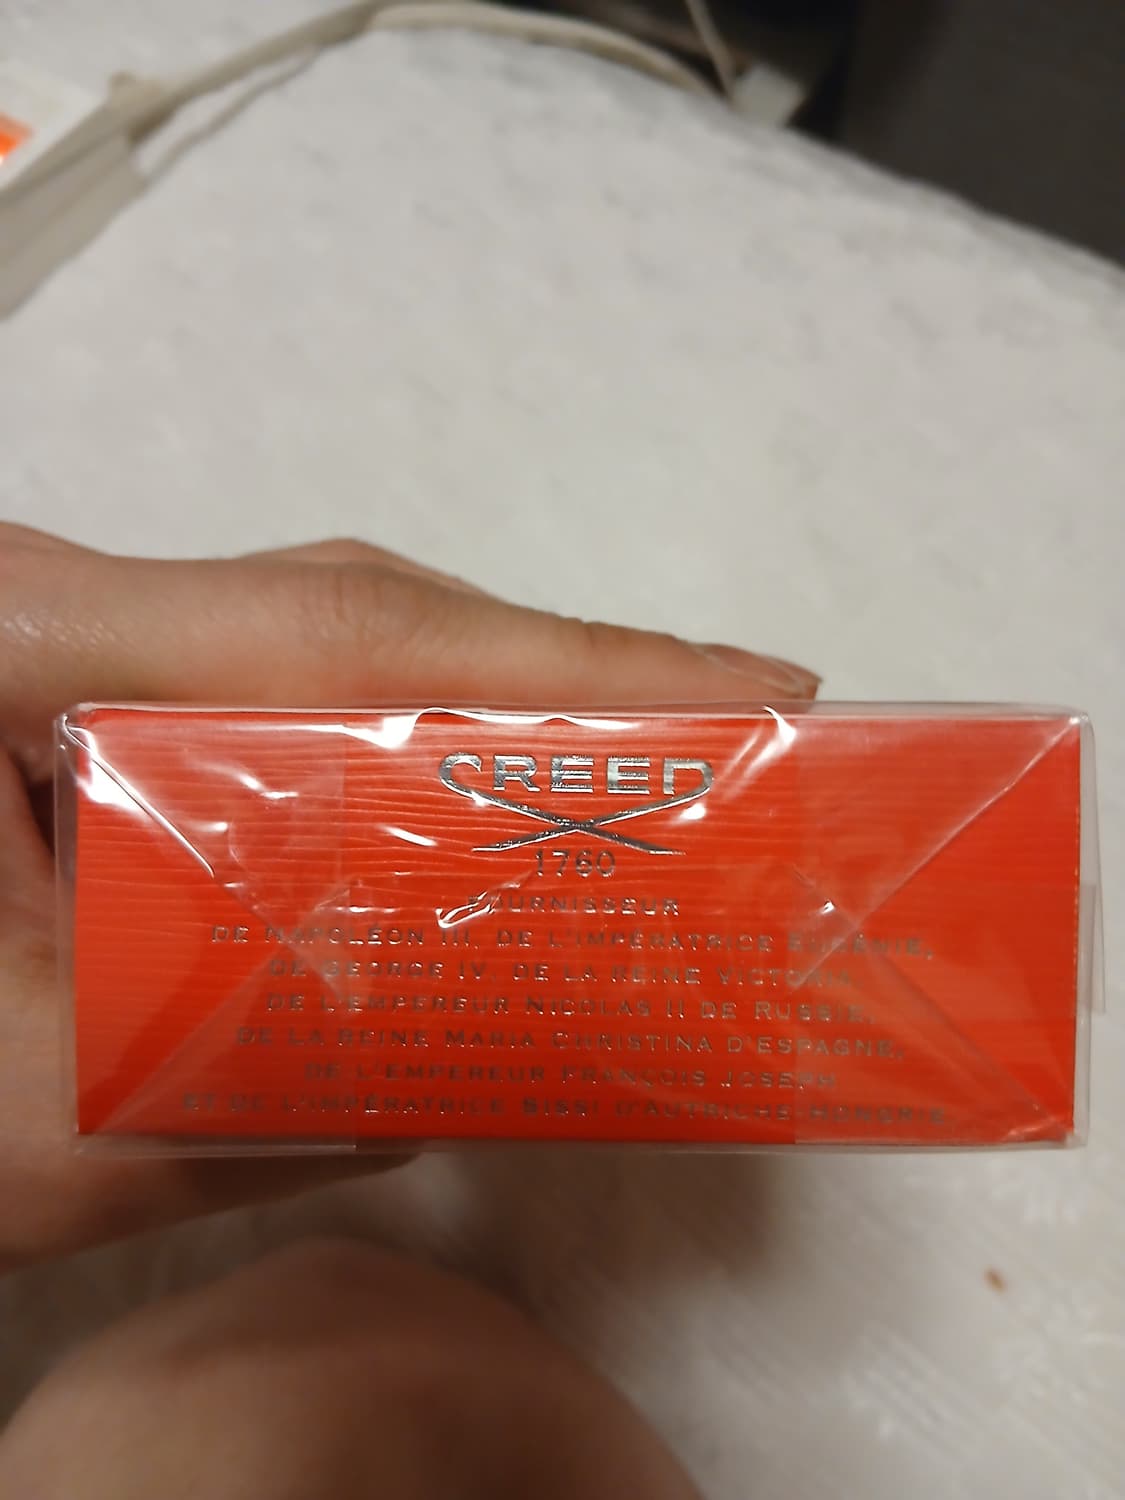 CREED
1760
FOURNISSEUR
DE NAPOLÉON III, DE L'IMPÉRATRICE EUGÉNIE,
DE GEORGE IV, DE LA REINE VICTORIA,
DE L'EMPEREUR NICOLAS II DE RUSSIE,
DE LA REINE MARIA CHRISTINA D'ESPAGNE,
DE L'EMPEREUR FRANÇOIS JOSEPH
ET DE L'IMPÉRATRICE SISSI D'AUTRICHE-HONGRIE.